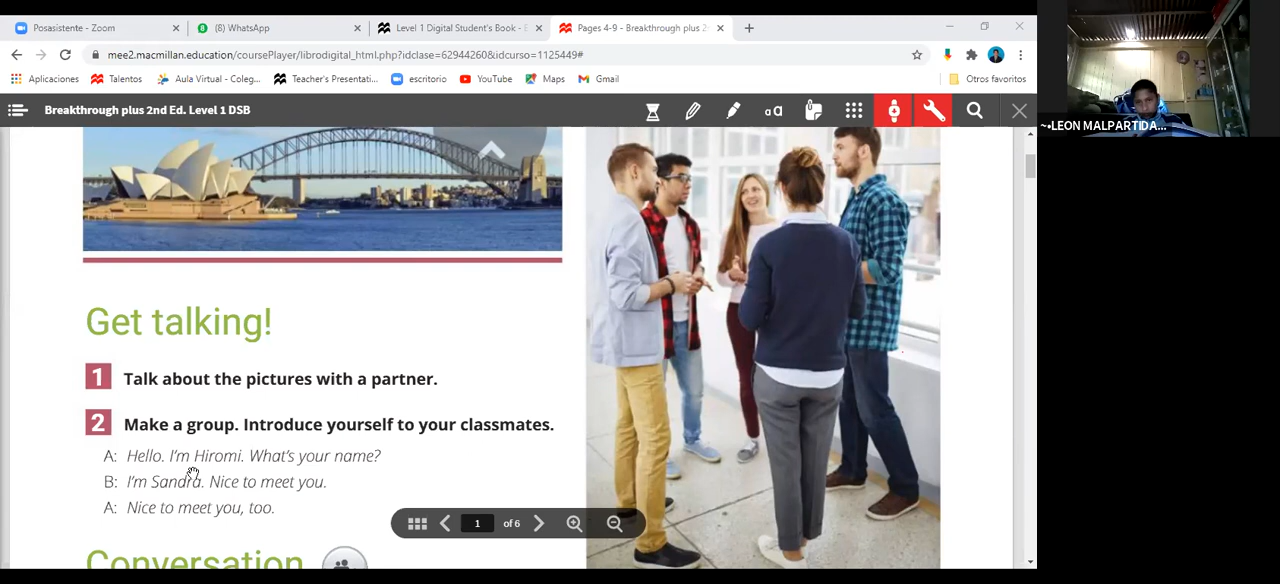 Posasistente - Zoom
(8) WhatsApp
Level 1 Digital Student's Book - E
Pages 4-9 - Breakthrough plus 2
mee2.macmillan.education/coursePlayer/librodigital_html.php?idclase=62944260&idcurso=1125449#
Aplicaciones
Talentos
Aula Virtual - Coleg...
Teacher's Presentati...
escritorio
YouTube
Maps
Gmail
Otros favoritos
Breakthrough plus 2nd Ed. Level 1 DSB
aa
~•LEON MALPARTIDA...
Get talking!
1 Talk about the pictures with a partner.
2 Make a group. Introduce yourself to your classmates.
A: Hello. I'm Hiromi. What's your name?
B: I'm Sandra. Nice to meet you.
A: Nice to meet you, too.
1 of 6
Conversation